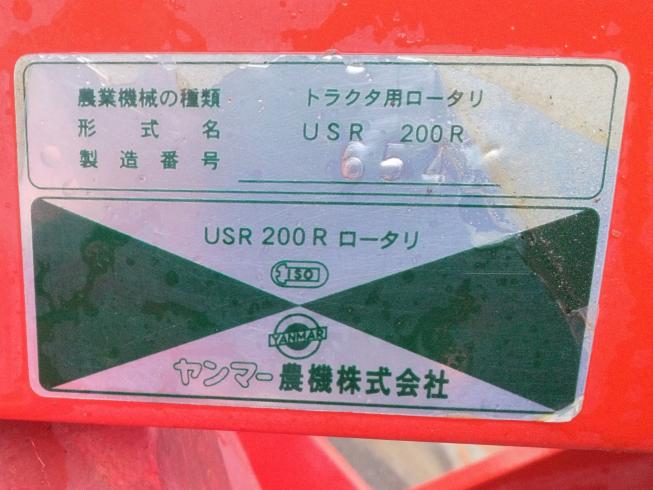 農業機械の種類 トラクタ用ロータリ
形式名 USR 200R
製造番号 654
USR 200R ロータリ
ISO
YANMAR
ヤンマー農機株式会社